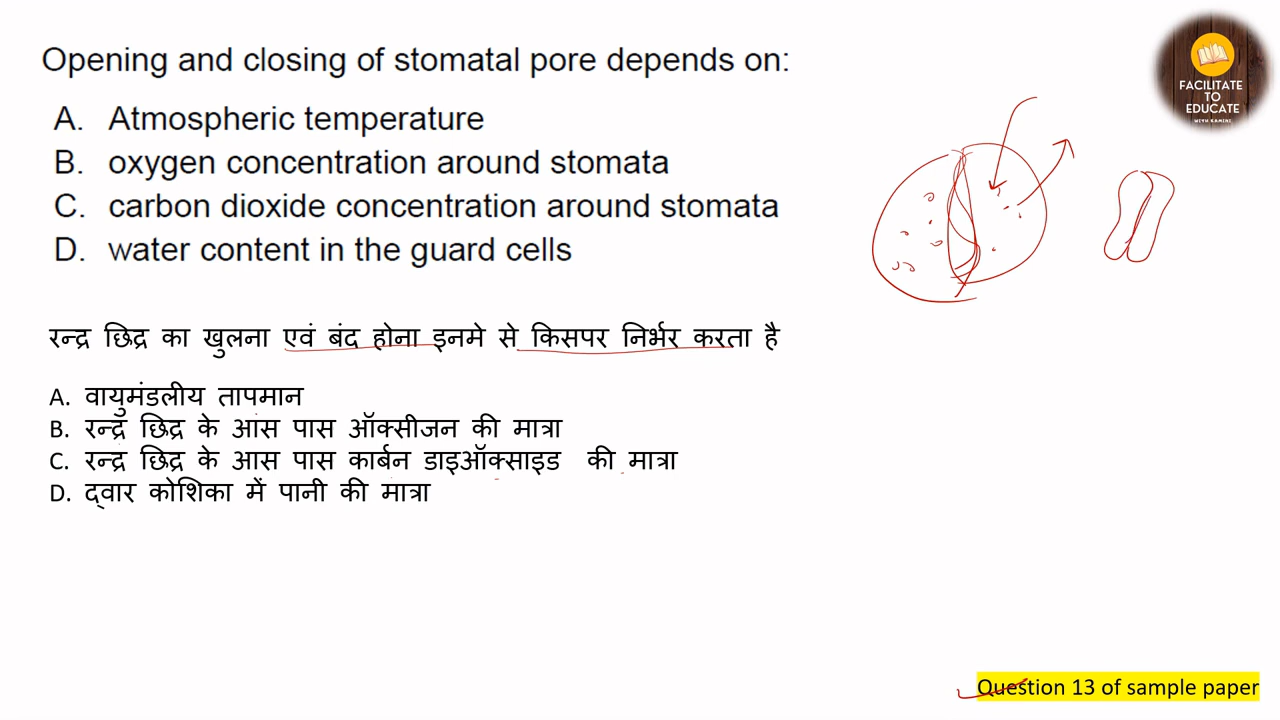 Opening and closing of stomatal pore depends on:
A. Atmospheric temperature
B. oxygen concentration around stomata
C. carbon dioxide concentration around stomata
D. water content in the guard cells
FACILITATE
TO
EDUCATE
WITH KAMINI
रन्द्र छिद्र का खुलना एवं बंद होना इनमे से किसपर निर्भर करता है
A. वायुमंडलीय तापमान
B. रन्द्र छिद्र के आस पास ऑक्सीजन की मात्रा
C. रन्द्र छिद्र के आस पास कार्बन डाइऑक्साइड की मात्रा
D. द्वार कोशिका में पानी की मात्रा
Question 13 of sample paper